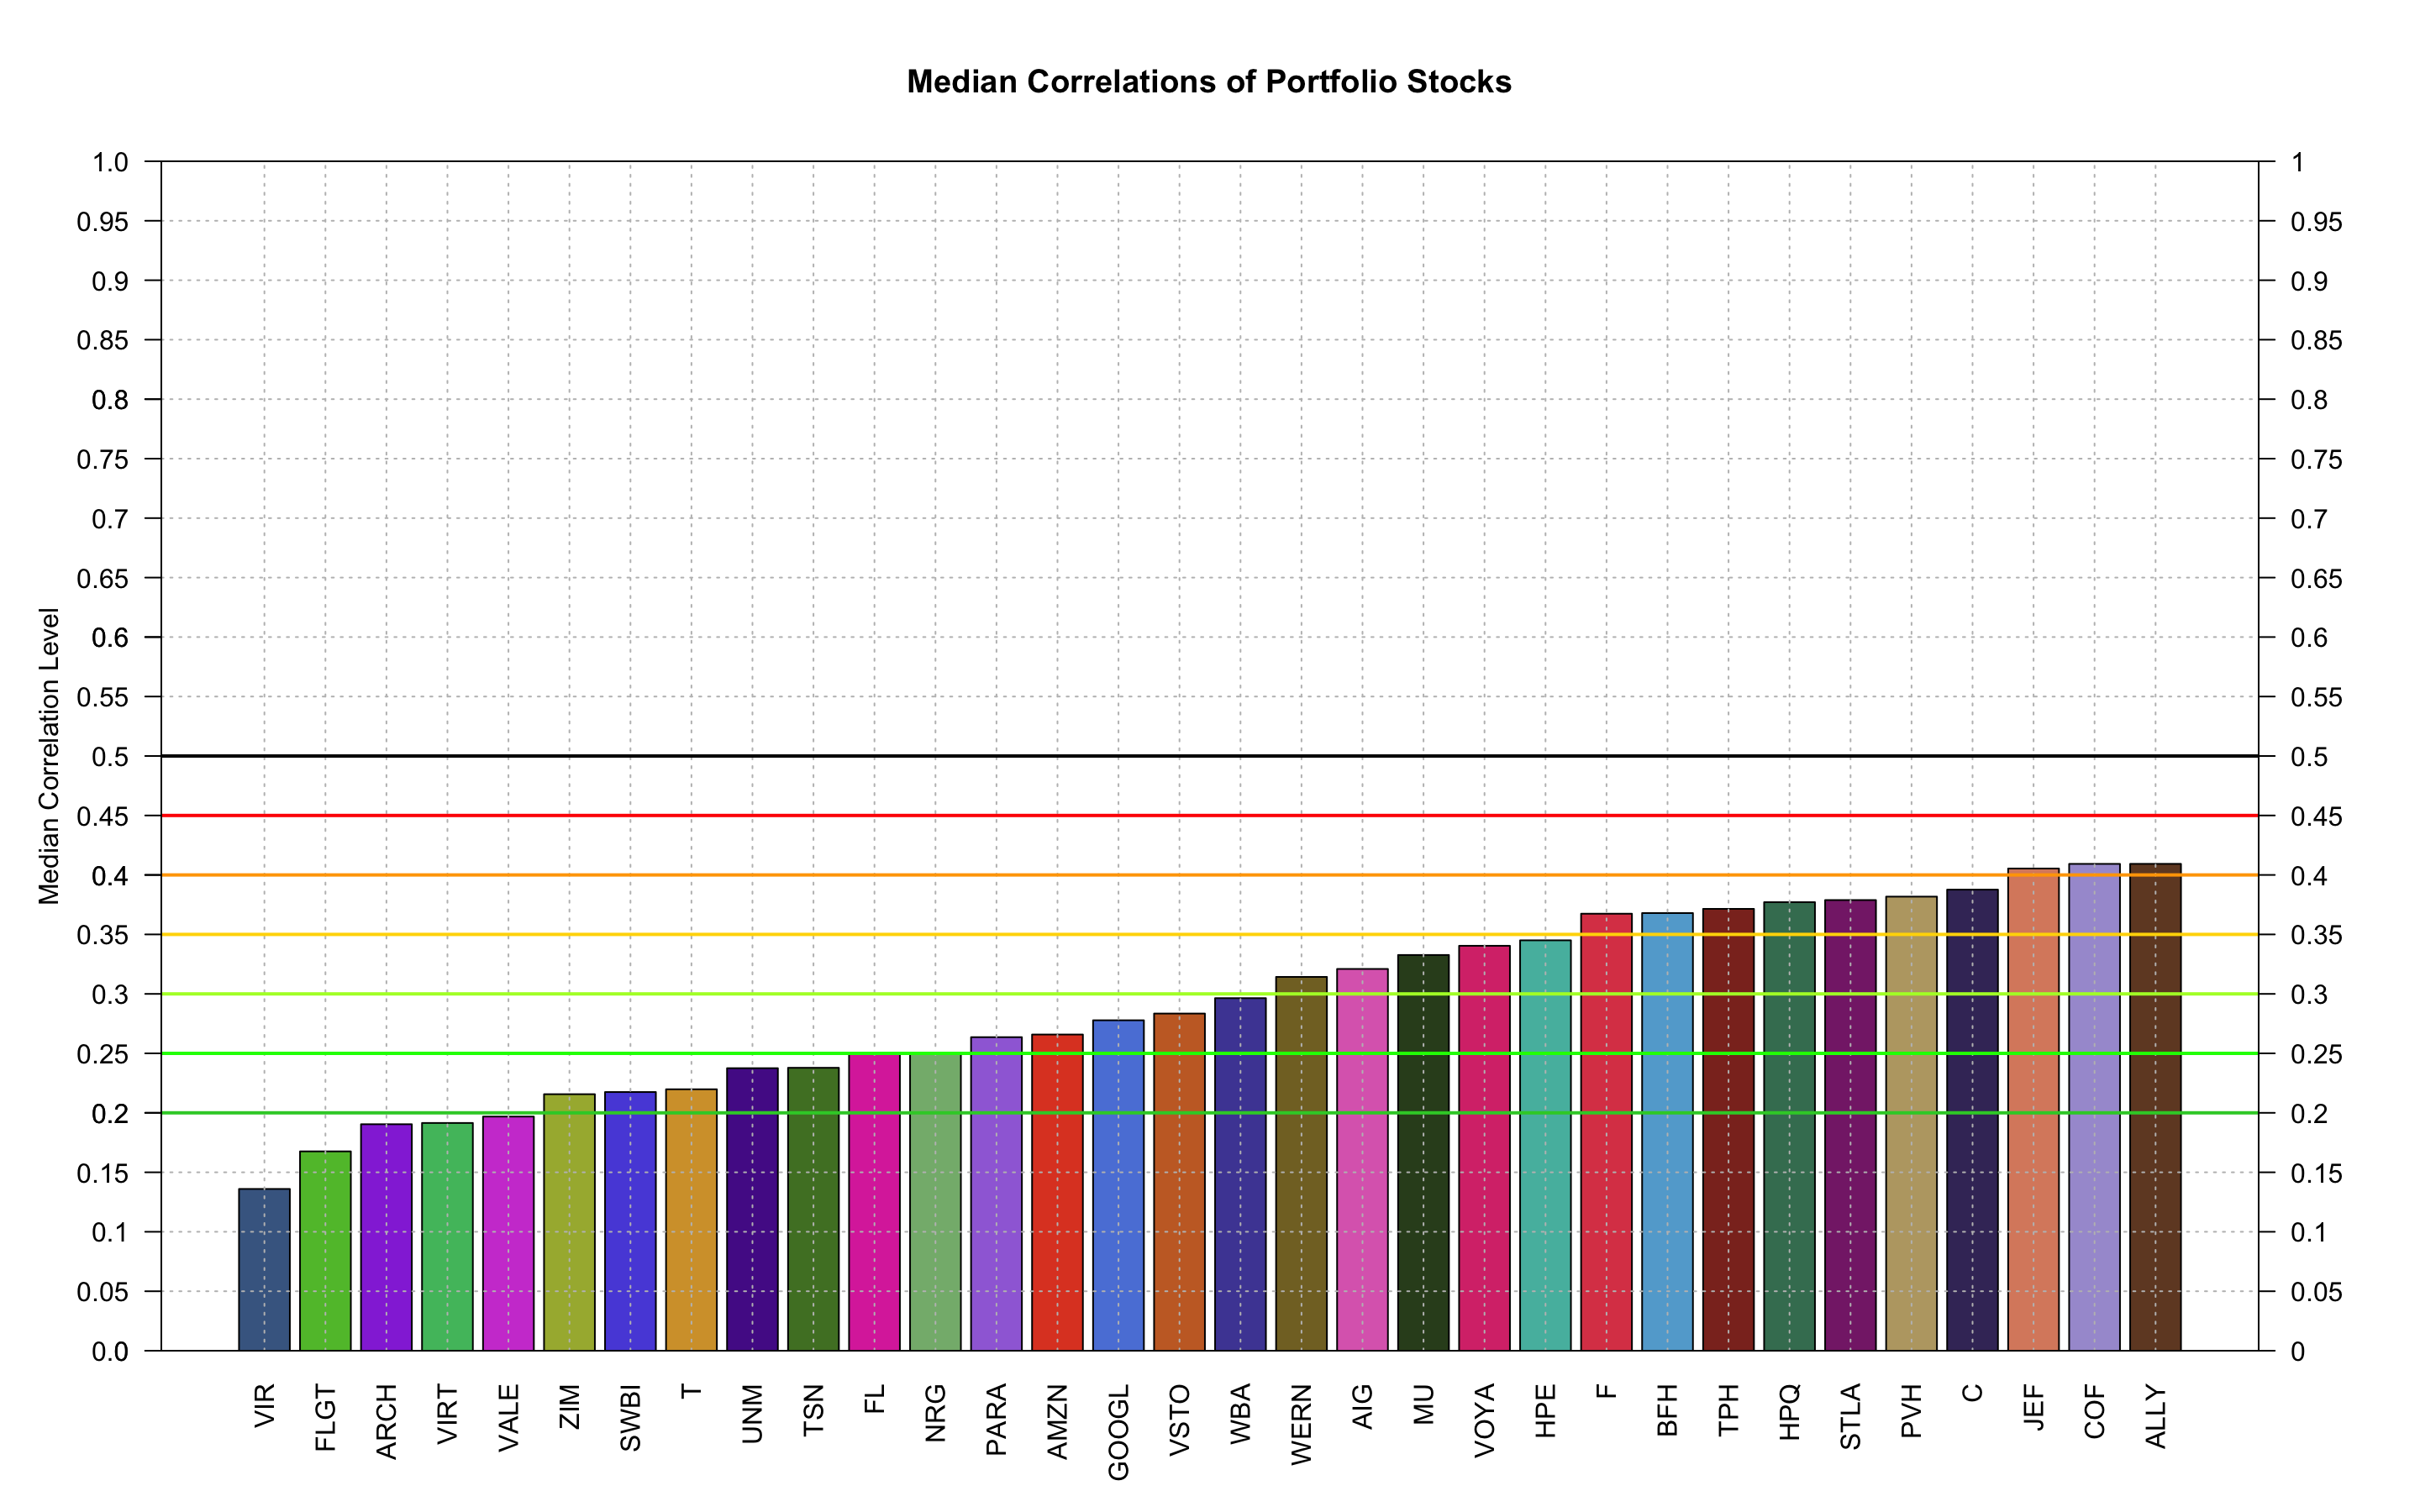 Median Correlations of Portfolio Stocks
Median Correlation Level
1.0
0.95
0.9
0.85
0.8
0.75
0.7
0.65
0.6
0.55
0.5
0.45
0.4
0.35
0.3
0.25
0.2
0.15
0.1
0.05
0.0
1
0.95
0.9
0.85
0.8
0.75
0.7
0.65
0.6
0.55
0.5
0.45
0.4
0.35
0.3
0.25
0.2
0.15
0.1
0.05
0
VIR
FLGT
ARCH
VIRT
VALE
ZIM
SWBI
T
UNM
TSN
FL
NRG
PARA
AMZN
GOOGL
VSTO
WBA
WERN
AIG
MU
VOYA
HPE
F
BFH
TPH
HPQ
STLA
PVH
C
JEF
COF
ALLY